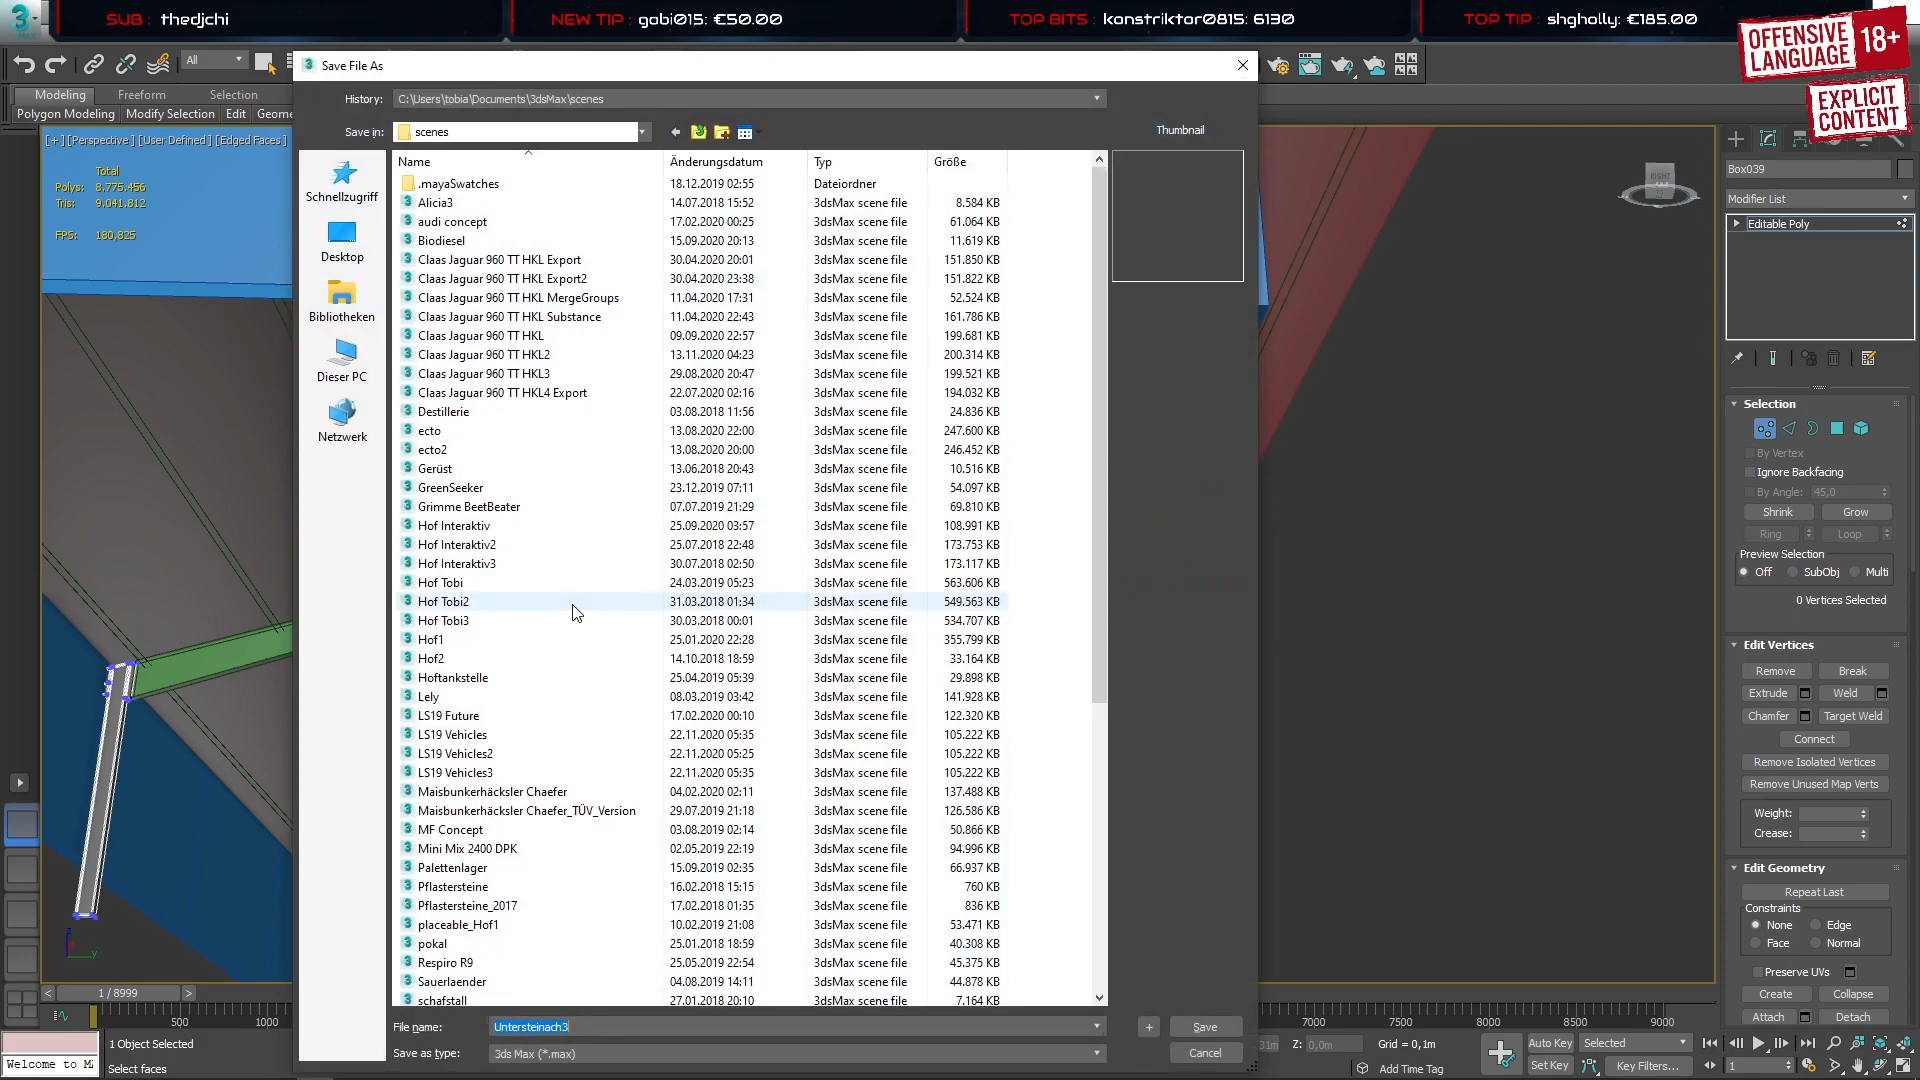 SUB : thedjchi
NEW TIP : gobi015: €50.00
TOP BITS : konstriktor0815: 6130
TOP TIP : shgholly: €185.00
OFFENSIVE LANGUAGE 18+
EXPLICIT CONTENT
All
Modeling Freeform Selection
Polygon Modeling Modify Selection Edit Geome
[+] [Perspective] [User Defined] [Edged Faces]
Total
Polys: 8.775.456
Tris: 9.041.812
FPS: 180,825
Save File As
History: C:\Users\tobia\Documents\3dsMax\scenes
Save in: scenes
Thumbnail
Schnellzugriff
Desktop
Bibliotheken
Dieser PC
Netzwerk
Name Änderungsdatum Typ Größe
.mayaSwatches 18.12.2019 02:55 Dateiordner
Alicia3 14.07.2018 15:52 3dsMax scene file 8.584 KB
audi concept 17.02.2020 00:25 3dsMax scene file 61.064 KB
Biodiesel 15.09.2020 20:13 3dsMax scene file 11.619 KB
Claas Jaguar 960 TT HKL Export 30.04.2020 20:01 3dsMax scene file 151.850 KB
Claas Jaguar 960 TT HKL Export2 30.04.2020 23:38 3dsMax scene file 151.822 KB
Claas Jaguar 960 TT HKL MergeGroups 11.04.2020 17:31 3dsMax scene file 52.524 KB
Claas Jaguar 960 TT HKL Substance 11.04.2020 22:43 3dsMax scene file 161.786 KB
Claas Jaguar 960 TT HKL 09.09.2020 22:57 3dsMax scene file 199.681 KB
Claas Jaguar 960 TT HKL2 13.11.2020 04:23 3dsMax scene file 200.314 KB
Claas Jaguar 960 TT HKL3 29.08.2020 20:47 3dsMax scene file 199.521 KB
Claas Jaguar 960 TT HKL4 Export 22.07.2020 02:16 3dsMax scene file 194.032 KB
Destillerie 03.08.2018 11:56 3dsMax scene file 24.836 KB
ecto 13.08.2020 22:00 3dsMax scene file 247.600 KB
ecto2 13.08.2020 20:00 3dsMax scene file 246.452 KB
Gerüst 13.06.2018 20:43 3dsMax scene file 10.516 KB
GreenSeeker 23.12.2019 07:11 3dsMax scene file 54.097 KB
Grimme BeetBeater 07.07.2019 21:29 3dsMax scene file 69.810 KB
Hof Interaktiv 25.09.2020 03:57 3dsMax scene file 108.991 KB
Hof Interaktiv2 25.07.2018 22:48 3dsMax scene file 173.753 KB
Hof Interaktiv3 30.07.2018 02:50 3dsMax scene file 173.117 KB
Hof Tobi 24.03.2019 05:23 3dsMax scene file 563.606 KB
Hof Tobi2 31.03.2018 01:34 3dsMax scene file 549.563 KB
Hof Tobi3 30.03.2018 00:01 3dsMax scene file 534.707 KB
Hof1 25.01.2020 22:28 3dsMax scene file 355.799 KB
Hof2 14.10.2018 18:59 3dsMax scene file 33.164 KB
Hoftankstelle 25.04.2019 05:39 3dsMax scene file 29.898 KB
Lely 08.03.2019 03:42 3dsMax scene file 141.928 KB
LS19 Future 17.02.2020 00:10 3dsMax scene file 122.320 KB
LS19 Vehicles 22.11.2020 05:35 3dsMax scene file 105.222 KB
LS19 Vehicles2 22.11.2020 05:25 3dsMax scene file 105.222 KB
LS19 Vehicles3 22.11.2020 05:35 3dsMax scene file 105.222 KB
Maisbunkerhäcksler Chaefer 04.02.2020 02:11 3dsMax scene file 137.488 KB
Maisbunkerhäcksler Chaefer_TÜV_Version 29.07.2019 21:18 3dsMax scene file 126.586 KB
MF Concept 03.08.2019 02:14 3dsMax scene file 50.866 KB
Mini Mix 2400 DPK 02.05.2019 22:19 3dsMax scene file 94.996 KB
Palettenlager 15.09.2019 02:35 3dsMax scene file 66.937 KB
Pflastersteine 16.02.2018 15:15 3dsMax scene file 760 KB
Pflastersteine_2017 17.02.2018 01:35 3dsMax scene file 836 KB
placeable_Hof1 10.02.2019 21:08 3dsMax scene file 53.471 KB
pokal 25.01.2018 18:59 3dsMax scene file 40.308 KB
Respiro R9 25.05.2019 22:54 3dsMax scene file 45.375 KB
Sauerlaender 04.08.2019 14:11 3dsMax scene file 44.878 KB
schafstall 27.01.2018 20:10 3dsMax scene file 7.164 KB
File name: Untersteinach3
Save
Save as type: 3ds Max (*.max)
Cancel
RIGHT
Box039
Modifier List
Editable Poly
Selection
By Vertex
Ignore Backfacing
By Angle: 45,0
Shrink Grow
Ring Loop
Preview Selection
Off SubObj Multi
0 Vertices Selected
Edit Vertices
Remove Break
Extrude Weld
Chamfer Target Weld
Connect
Remove Isolated Vertices
Remove Unused Map Verts
Weight:
Crease:
Edit Geometry
Repeat Last
Constraints
None Edge
Face Normal
Preserve UVs
Create Collapse
Attach Detach
z
y
1 / 8999
500 1000
7000 7500 8000 8500 9000
1 Object Selected
Welcome to M
Select faces
Z: 0,0m
Grid = 0,1m
Add Time Tag
Auto Key Selected
Set Key Key Filters...
1